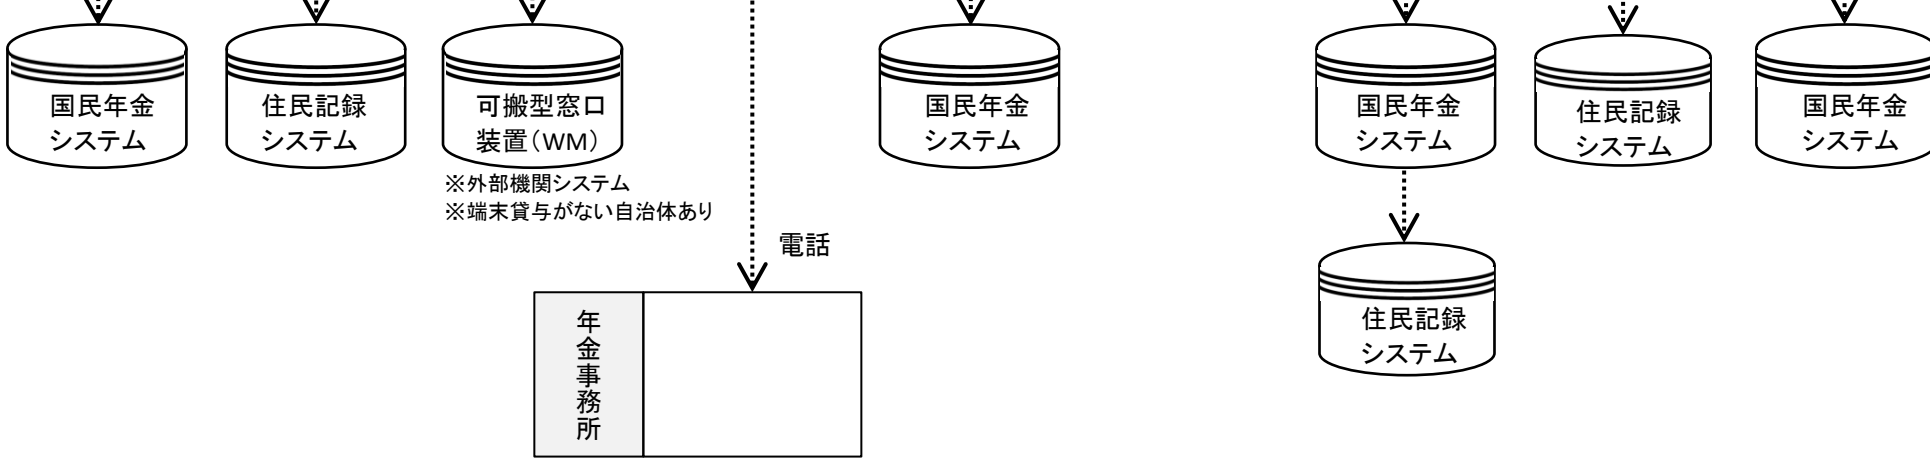 国民年金
システム
住民記録
システム
可搬型窓口
装置(WM)
※外部機関システム
※端末貸与がない自治体あり
電話
国民年金
システム
国民年金
システム
住民記録
システム
国民年金
システム
住民記録
システム
年金事務所